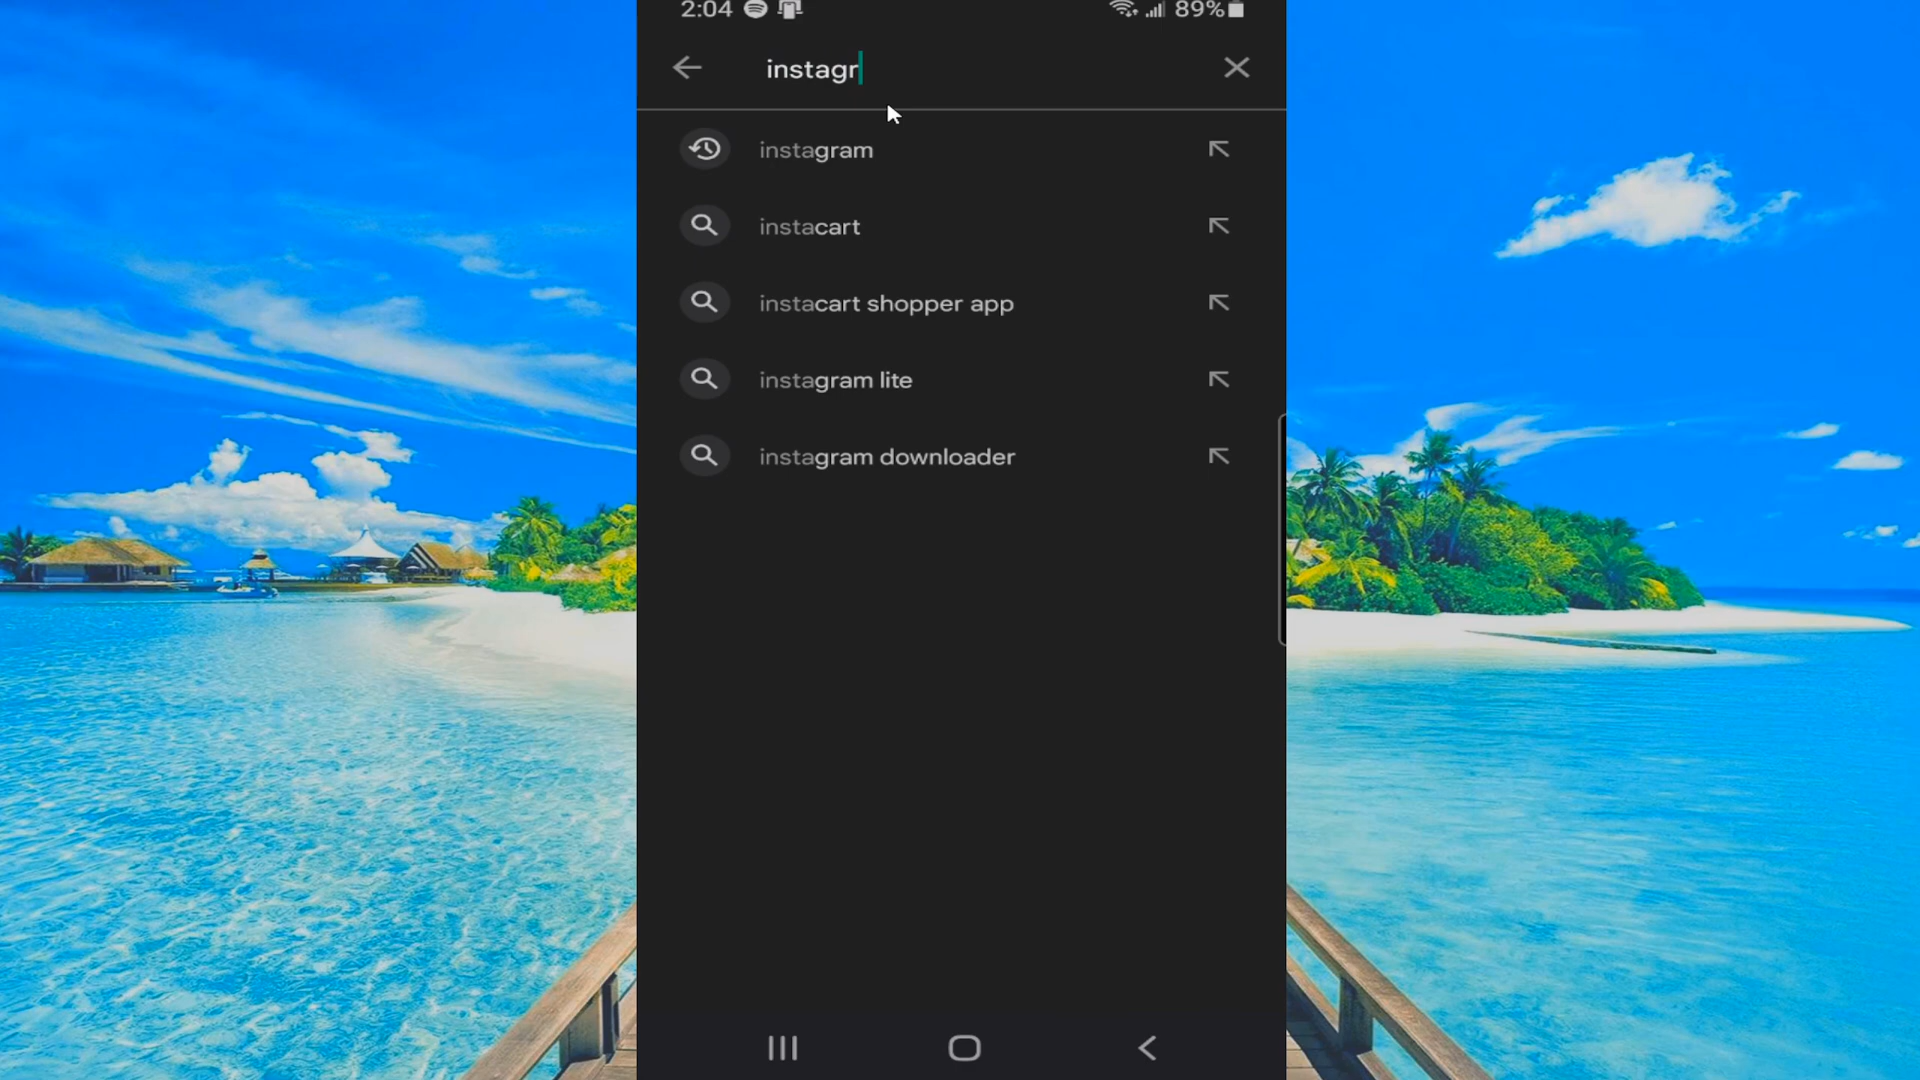 2:04 89%
instagr
instagram
instacart
instacart shopper app
instagram lite
instagram downloader